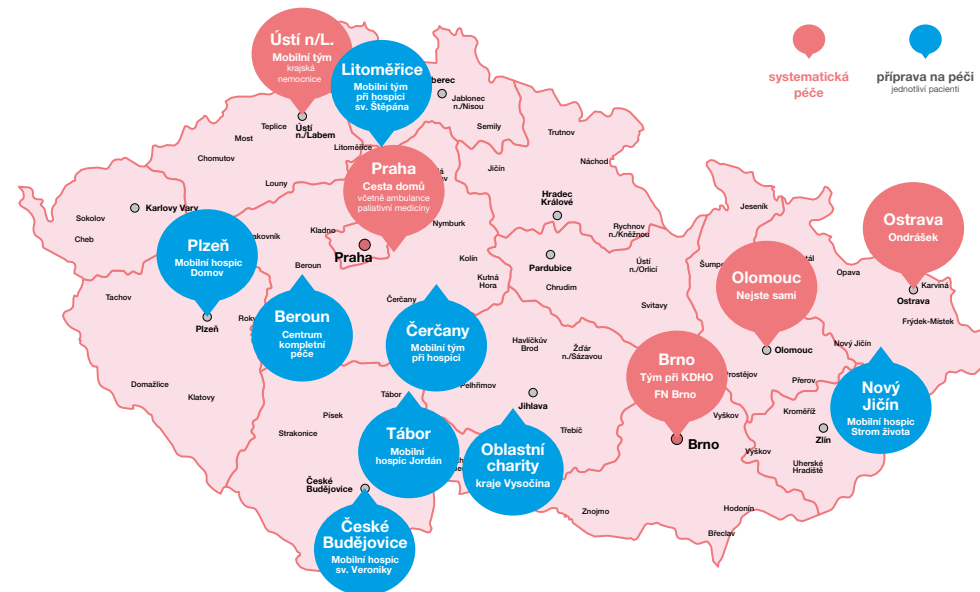 systematická
péče
příprava na péči
jednotliví pacienti
Ústí n/L.
Mobilní tým
krajská
nemocnice
Litoměřice
Mobilní tým
při hospici
sv. Štěpána
Praha
Cesta domů
včetně ambulance
paliativní medicíny
Ostrava
Ondrášek
Olomouc
Nejste sami
Plzeň
Mobilní hospic
Domov
Beroun
Centrum
kompletní
péče
Čerčany
Mobilní tým
při hospici
Brno
Tým při KDHO
FN Brno
Nový
Jičín
Mobilní hospic
Strom života
Tábor
Mobilní
hospic Jordán
Oblastní
charity
kraje Vysočina
České
Budějovice
Mobilní hospic
sv. Veroniky
Jablonec
n./Nisou
Semily
Trutnov
Teplice
Ústí
n./Labem
Most
Litoměřice
Chomutov
Louny
Jičín
Náchod
Karlovy Vary
Sokolov
Cheb
Hradec
Králové
Jeseník
Rychnov
n./Kněžnou
Nymburk
Kladno
Praha
Kolín
Kutná
Hora
Beroun
Čerčany
Pardubice
Chrudim
Ústí
n./Orlicí
Svitavy
Opava
Karviná
Ostrava
Frýdek-Místek
Nový Jičín
Tachov
Plzeň
Domažlice
Klatovy
Havlíčkův
Brod
Žďár
n./Sázavou
Olomouc
Přerov
Pelhřimov
Jihlava
Třebíč
Tábor
Písek
Strakonice
České
Budějovice
Brno
Vyškov
Vyškov
Kroměříž
Zlín
Uherské
Hradiště
Znojmo
Hodonín
Břeclav